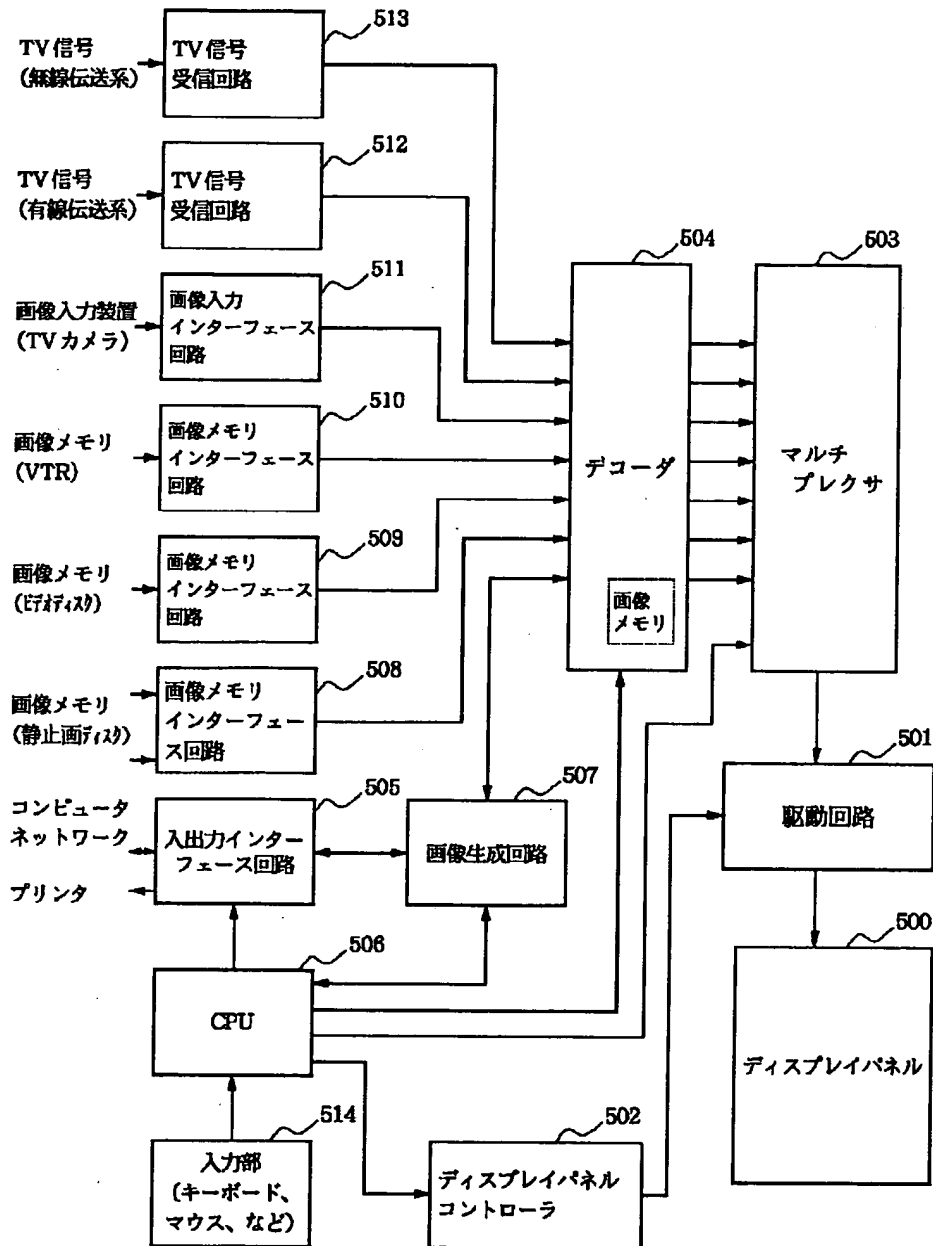 513
TV信号
(無線伝送系)
TV信号
受信回路
512
TV信号
(有線伝送系)
TV信号
受信回路
511
画像入力装置
(TVカメラ)
画像入力
インターフェース
回路
510
画像メモリ
(VTR)
画像メモリ
インターフェース
回路
509
画像メモリ
(ビデオディスク)
画像メモリ
インターフェース
回路
508
画像メモリ
(静止画ディスク)
画像メモリ
インターフェー
ス回路
504
デコーダ
画像
メモリ
503
マルチ
プレクサ
505
コンピュータ
ネットワーク
プリンタ
入出力インター
フェース回路
507
画像生成回路
501
駆動回路
506
CPU
500
ディスプレイパネル
514
入力部
(キーボード、
マウス、など)
502
ディスプレイパネル
コントローラ